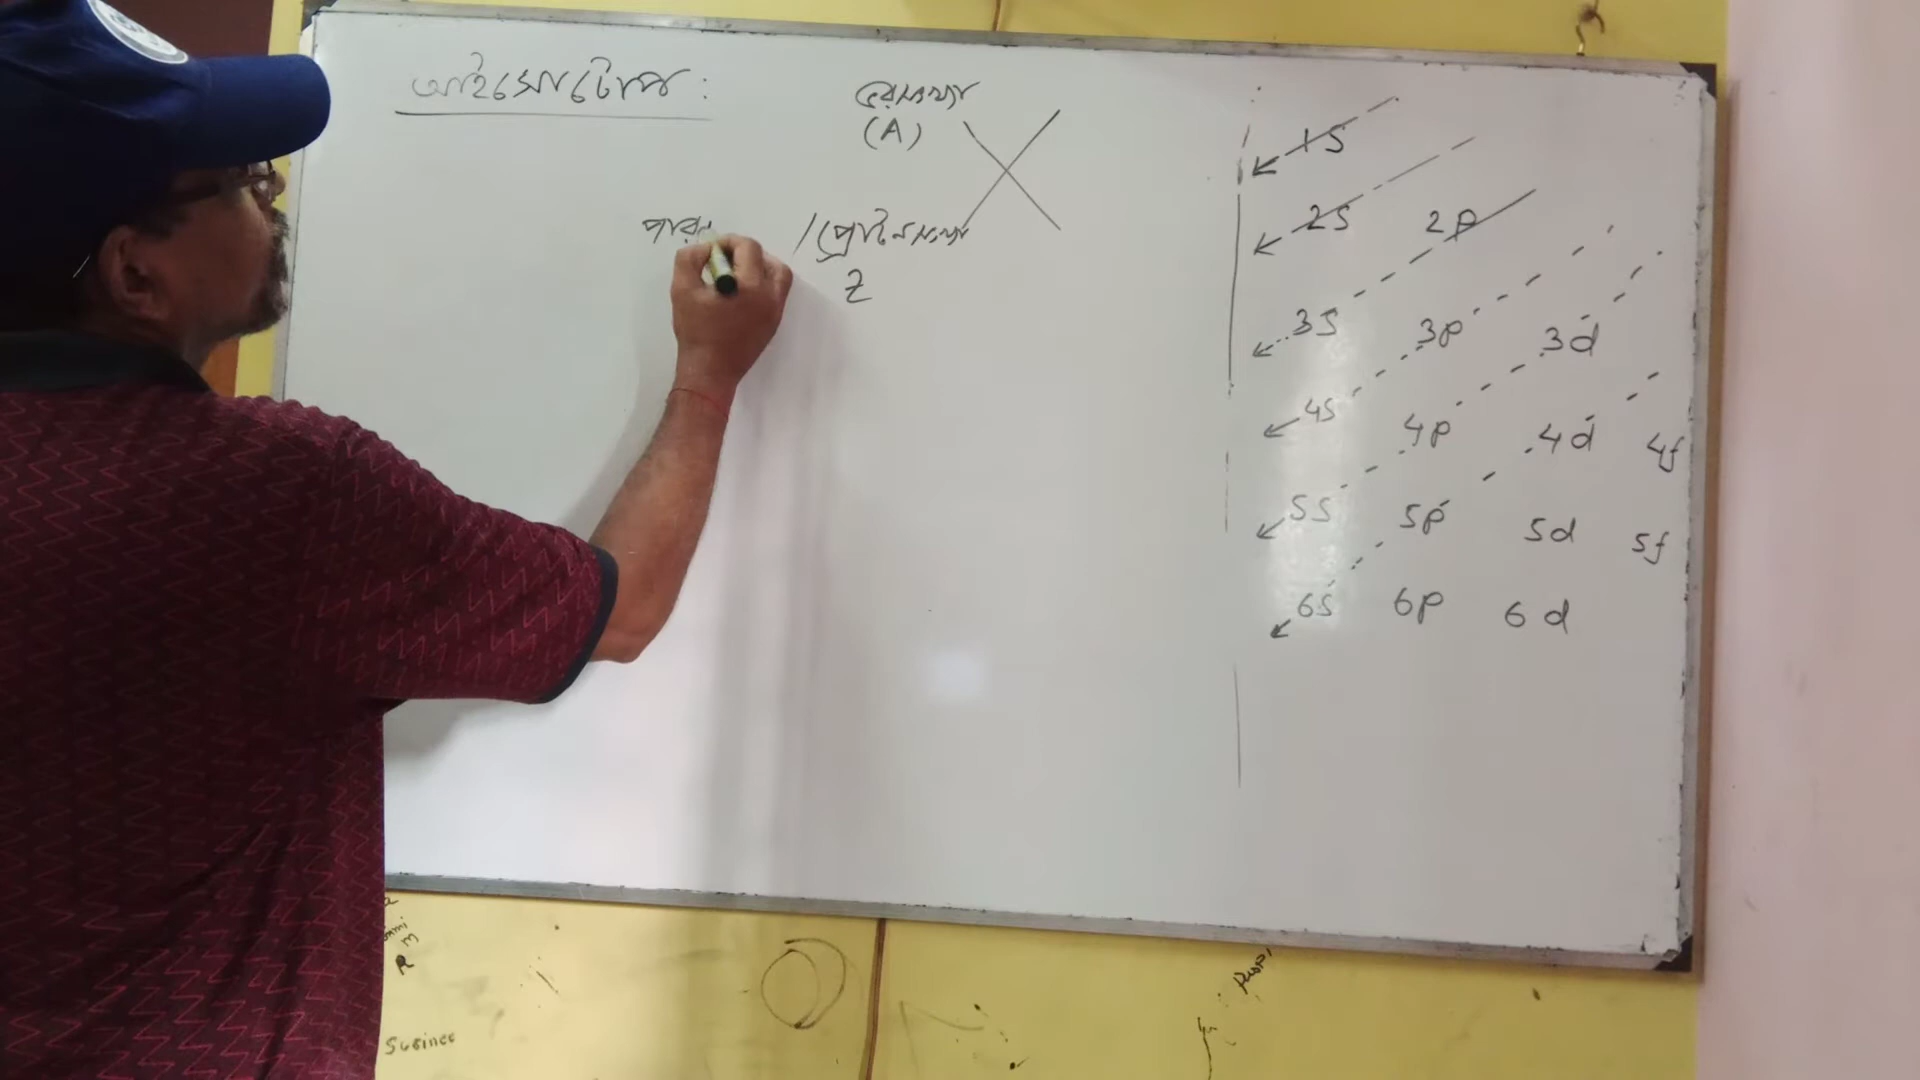 আইসোটোপ :
ভরসংখ্যা
(A)
পারম /প্রোটনসংখ্যা
Z
1S
2S 2p
3S 3p 3d
4S 4p 4d 4f
5S 5p 5d 5f
6S 6p 6d